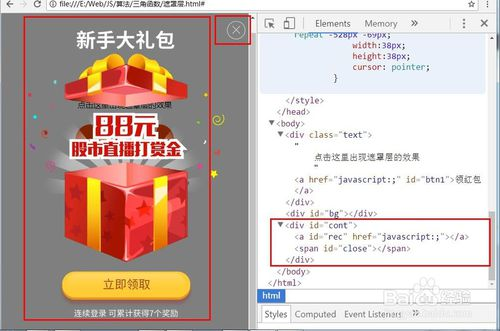 file:///E:/Web/JS/算法/三角函数/遮罩层.html#
新手大礼包
点击这里出现遮罩层的效果
88元
股市直播打赏金
立即领取
连续登录 可累计获得7个奖励
Elements
Memory
repeat -528px -69px;
width:38px;
height:38px;
cursor: pointer;
}
</style>
</head>
<body>
<div class="text">
"
点击这里出现遮罩层的效果
"
<a href="javascript:;" id="btn1">领红包
</a>
</div>
<div id="bg"></div>
<div id="cont">
<a id="rec" href="javascript:;"></a>
<span id="close"></span>
</div>
</body>
</html>
html
Styles
Computed
Event Listeners
Baidu 经验